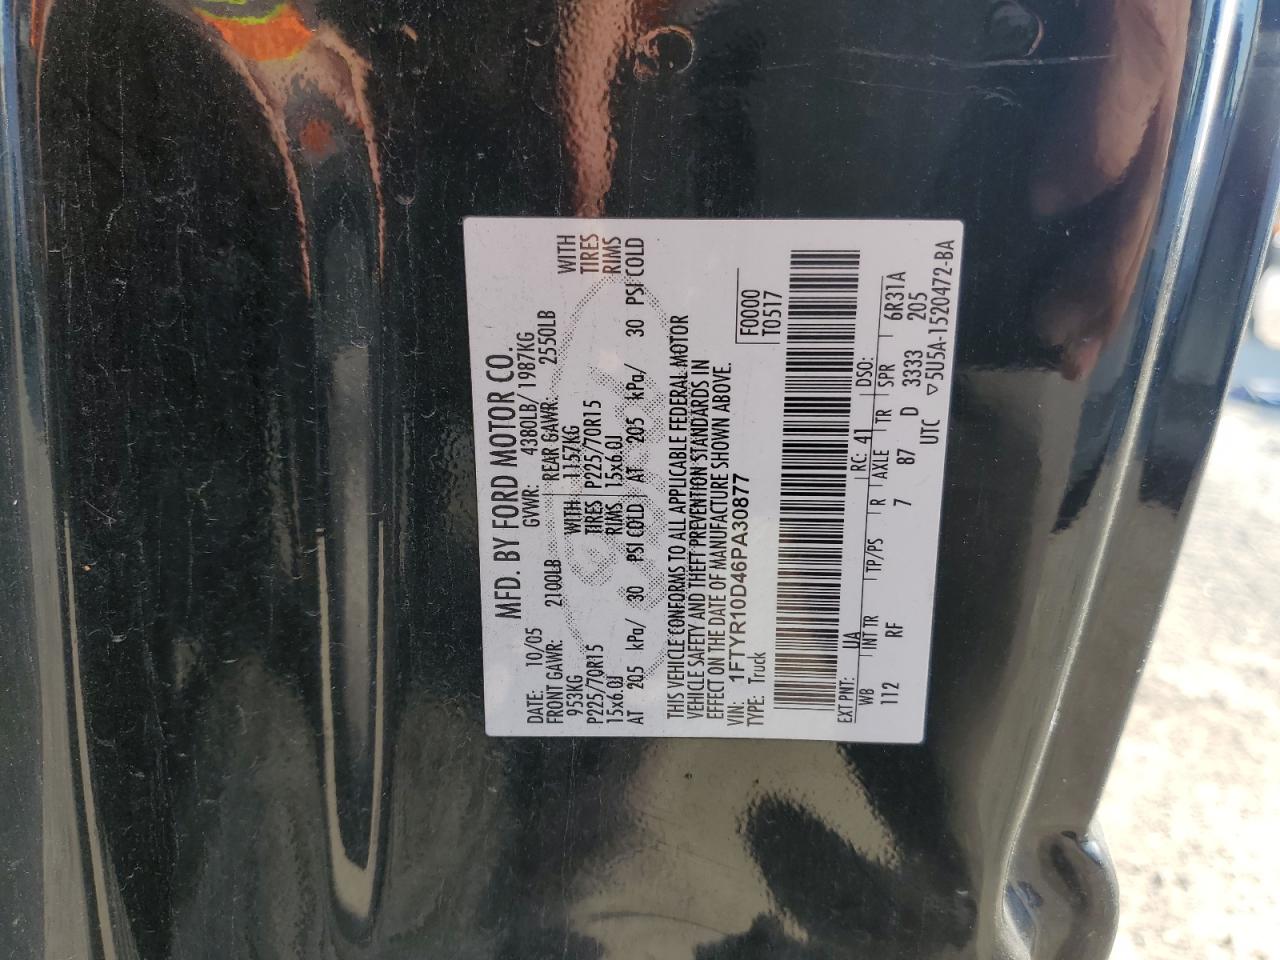 MFD. BY FORD MOTOR CO.
DATE: 10/05 GVWR: 4380LB/ 1987KG
FRONT GAWR: 2100LB REAR GAWR: 2550LB
953KG WITH 1157KG WITH
P225/70R15 TIRES P225/70R15 TIRES
15x6.0J RIMS 15x6.0J RIMS
AT 205 kPa/ 30 PSI COLD AT 205 kPa/ 30 PSI COLD
THIS VEHICLE CONFORMS TO ALL APPLICABLE FEDERAL MOTOR
VEHICLE SAFETY AND THEFT PREVENTION STANDARDS IN
EFFECT ON THE DATE OF MANUFACTURE SHOWN ABOVE.
VIN: 1FTYR10D46PA30877 F0000
TYPE: Truck T0517
EXT PNT: UA RC: 41 DSO:
WB INT TR TP/PS R AXLE TR SPR 6R31A
112 RF 7 87 D 3333 205
UTC ▽5U5A-1520472-BA